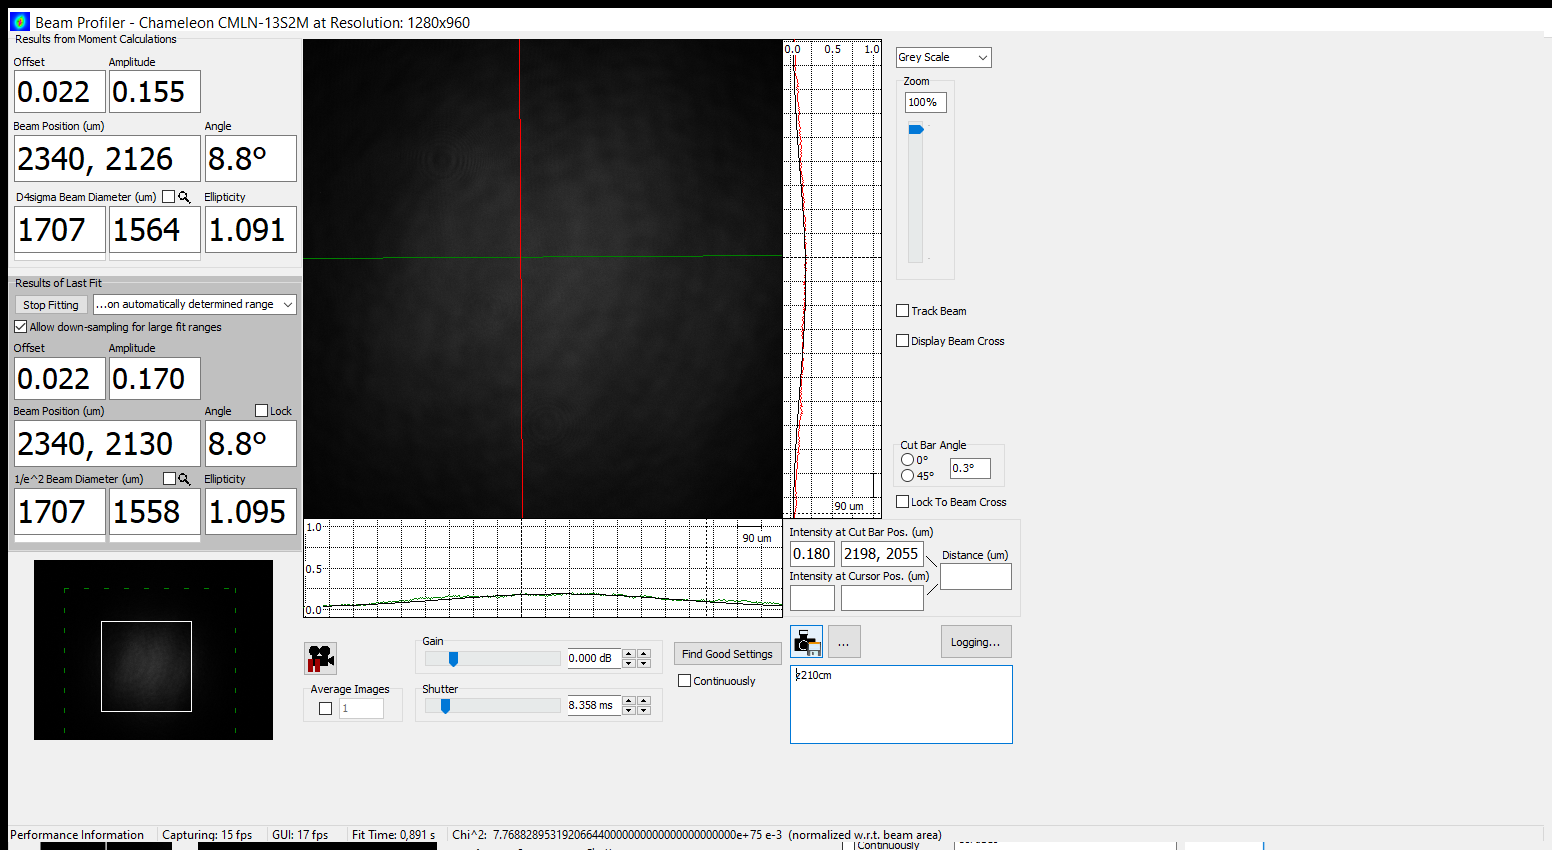 Beam Profiler - Chameleon CMLN-13S2M at Resolution: 1280x960
Results from Moment Calculations
Offset Amplitude
0.022 0.155
Beam Position (um) Angle
2340, 2126 8.8°
D4sigma Beam Diameter (um) Ellipticity
1707 1564 1.091
Results of Last Fit
Stop Fitting ...on automatically determined range
Allow down-sampling for large fit ranges
Offset Amplitude
0.022 0.170
Beam Position (um) Angle Lock
2340, 2130 8.8°
1/e^2 Beam Diameter (um) Ellipticity
1707 1558 1.095
0.0 0.5 1.0
90 um
1.0
0.5
0.0
90 um
Grey Scale
Zoom
100%
Track Beam
Display Beam Cross
Cut Bar Angle
0°
45°
0.3°
Lock To Beam Cross
Intensity at Cut Bar Pos. (um)
0.180 2198, 2055 Distance (um)
Intensity at Cursor Pos. (um)
Gain
0.000 dB
Find Good Settings
Continuously
Average Images
1
Shutter
8.358 ms
... Logging...
z210cm
Performance Information Capturing: 15 fps GUI: 17 fps Fit Time: 0,891 s Chi^2: 7.7688289531920664400000000000000000000000e+75 e-3 (normalized w.r.t. beam area)
Continuously